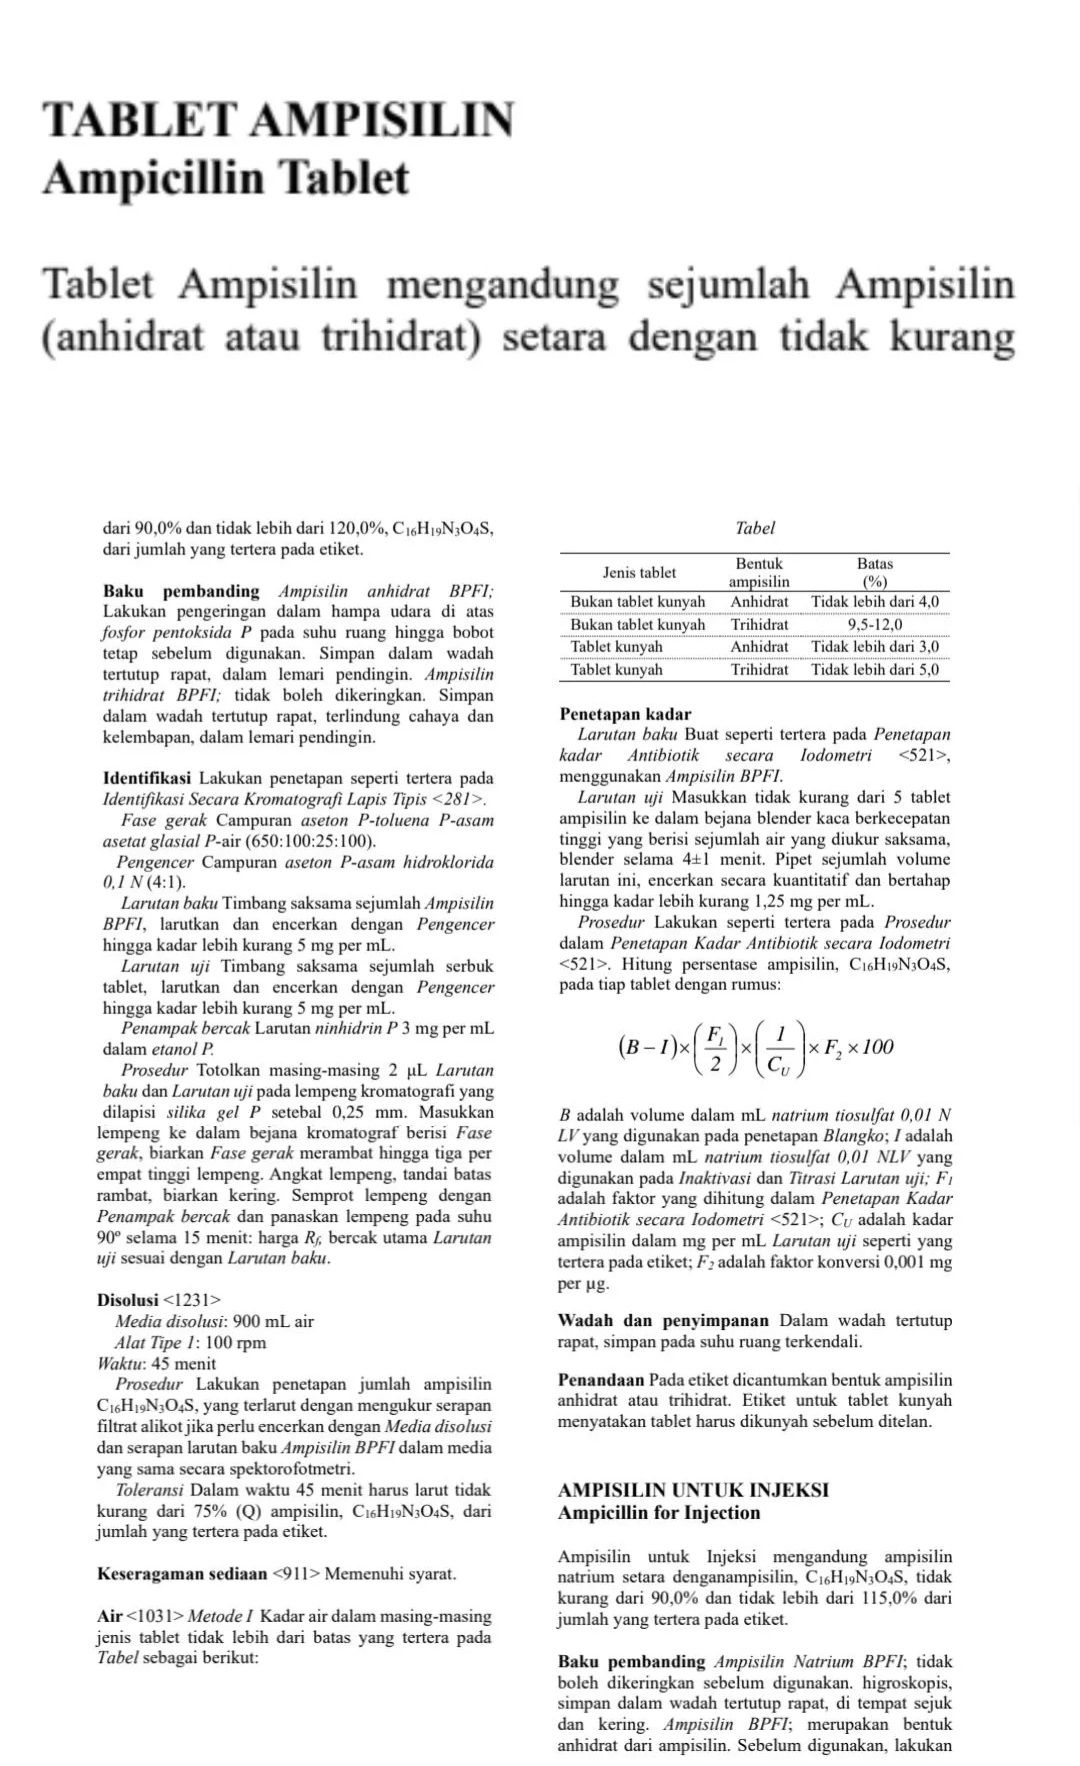 TABLET AMPISILIN
Ampicillin Tablet
Tablet Ampisilin mengandung sejumlah Ampisilin
(anhidrat atau trihidrat) setara dengan tidak kurang
dari 90,0% dan tidak lebih dari 120,0%, C₁₆H₁₉N₃O₄S,
dari jumlah yang tertera pada etiket.
Baku pembanding Ampisilin anhidrat BPFI;
Lakukan pengeringan dalam hampa udara di atas
fosfor pentoksida P pada suhu ruang hingga bobot
tetap sebelum digunakan. Simpan dalam wadah
tertutup rapat, dalam lemari pendingin. Ampisilin
trihidrat BPFI; tidak boleh dikeringkan. Simpan
dalam wadah tertutup rapat, terlindung cahaya dan
kelembapan, dalam lemari pendingin.
Identifikasi Lakukan penetapan seperti tertera pada
Identifikasi Secara Kromatografi Lapis Tipis <281>.
Fase gerak Campuran aseton P-toluena P-asam
asetat glasial P-air (650:100:25:100).
Pengencer Campuran aseton P-asam hidroklorida
0,1 N (4:1).
Larutan baku Timbang saksama sejumlah Ampisilin
BPFI, larutkan dan encerkan dengan Pengencer
hingga kadar lebih kurang 5 mg per mL.
Larutan uji Timbang saksama sejumlah serbuk
tablet, larutkan dan encerkan dengan Pengencer
hingga kadar lebih kurang 5 mg per mL.
Penampak bercak Larutan ninhidrin P 3 mg per mL
dalam etanol P.
Prosedur Totolkan masing-masing 2 µL Larutan
baku dan Larutan uji pada lempeng kromatografi yang
dilapisi silika gel P setebal 0,25 mm. Masukkan
lempeng ke dalam bejana kromatograf berisi Fase
gerak, biarkan Fase gerak merambat hingga tiga per
empat tinggi lempeng. Angkat lempeng, tandai batas
rambat, biarkan kering. Semprot lempeng dengan
Penampak bercak dan panaskan lempeng pada suhu
90º selama 15 menit: harga Rf, bercak utama Larutan
uji sesuai dengan Larutan baku.
Disolusi <1231>
Media disolusi: 900 mL air
Alat Tipe 1: 100 rpm
Waktu: 45 menit
Prosedur Lakukan penetapan jumlah ampisilin
C₁₆H₁₉N₃O₄S, yang terlarut dengan mengukur serapan
filtrat alikot jika perlu encerkan dengan Media disolusi
dan serapan larutan baku Ampisilin BPFI dalam media
yang sama secara spektorofotmetri.
Toleransi Dalam waktu 45 menit harus larut tidak
kurang dari 75% (Q) ampisilin, C₁₆H₁₉N₃O₄S, dari
jumlah yang tertera pada etiket.
Keseragaman sediaan <911> Memenuhi syarat.
Air <1031> Metode I Kadar air dalam masing-masing
jenis tablet tidak lebih dari batas yang tertera pada
Tabel sebagai berikut:
Tabel
Jenis tablet Bentuk ampisilin Batas (%)
Bukan tablet kunyah Anhidrat Tidak lebih dari 4,0
Bukan tablet kunyah Trihidrat 9,5-12,0
Tablet kunyah Anhidrat Tidak lebih dari 3,0
Tablet kunyah Trihidrat Tidak lebih dari 5,0
Penetapan kadar
Larutan baku Buat seperti tertera pada Penetapan
kadar Antibiotik secara Iodometri <521>,
menggunakan Ampisilin BPFI.
Larutan uji Masukkan tidak kurang dari 5 tablet
ampisilin ke dalam bejana blender kaca berkecepatan
tinggi yang berisi sejumlah air yang diukur saksama,
blender selama 4±1 menit. Pipet sejumlah volume
larutan ini, encerkan secara kuantitatif dan bertahap
hingga kadar lebih kurang 1,25 mg per mL.
Prosedur Lakukan seperti tertera pada Prosedur
dalam Penetapan Kadar Antibiotik secara Iodometri
<521>. Hitung persentase ampisilin, C₁₆H₁₉N₃O₄S,
pada tiap tablet dengan rumus:
(B – I)×(F₁/2)×(1/C_U)×F₂×100
B adalah volume dalam mL natrium tiosulfat 0,01 N
LV yang digunakan pada penetapan Blangko; I adalah
volume dalam mL natrium tiosulfat 0,01 NLV yang
digunakan pada Inaktivasi dan Titrasi Larutan uji; F₁
adalah faktor yang dihitung dalam Penetapan Kadar
Antibiotik secara Iodometri <521>; C_U adalah kadar
ampisilin dalam mg per mL Larutan uji seperti yang
tertera pada etiket; F₂ adalah faktor konversi 0,001 mg
per µg.
Wadah dan penyimpanan Dalam wadah tertutup
rapat, simpan pada suhu ruang terkendali.
Penandaan Pada etiket dicantumkan bentuk ampisilin
anhidrat atau trihidrat. Etiket untuk tablet kunyah
menyatakan tablet harus dikunyah sebelum ditelan.
AMPISILIN UNTUK INJEKSI
Ampicillin for Injection
Ampisilin untuk Injeksi mengandung ampisilin
natrium setara denganampisilin, C₁₆H₁₉N₃O₄S, tidak
kurang dari 90,0% dan tidak lebih dari 115,0% dari
jumlah yang tertera pada etiket.
Baku pembanding Ampisilin Natrium BPFI; tidak
boleh dikeringkan sebelum digunakan. higroskopis,
simpan dalam wadah tertutup rapat, di tempat sejuk
dan kering. Ampisilin BPFI; merupakan bentuk
anhidrat dari ampisilin. Sebelum digunakan, lakukan